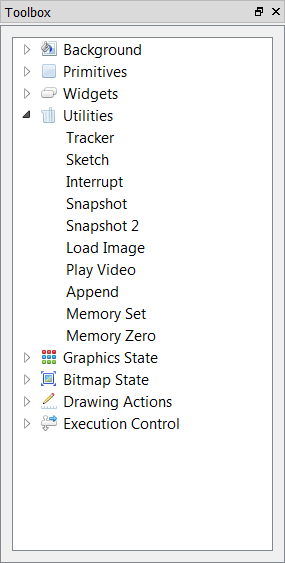 Toolbox
Background
Primitives
Widgets
Utilities
Tracker
Sketch
Interrupt
Snapshot
Snapshot 2
Load Image
Play Video
Append
Memory Set
Memory Zero
Graphics State
Bitmap State
Drawing Actions
Execution Control